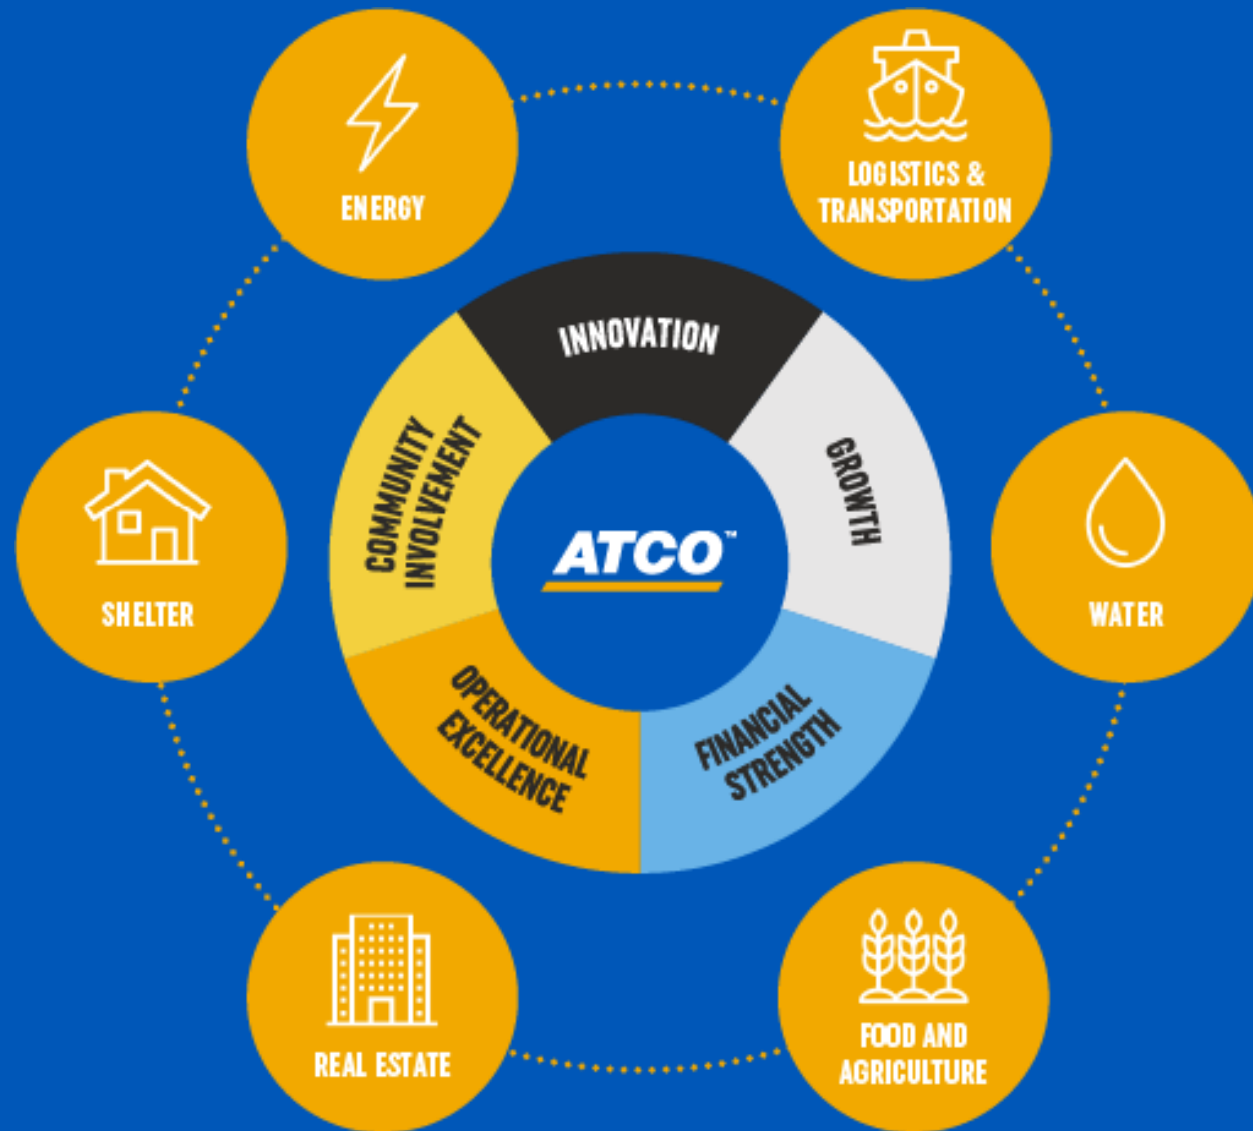 ENERGY
LOGISTICS &
TRANSPORTATION
INNOVATION
COMMUNITY
INVOLVEMENT
GROWTH
ATCO™
SHELTER
WATER
OPERATIONAL
EXCELLENCE
FINANCIAL
STRENGTH
REAL ESTATE
FOOD AND
AGRICULTURE